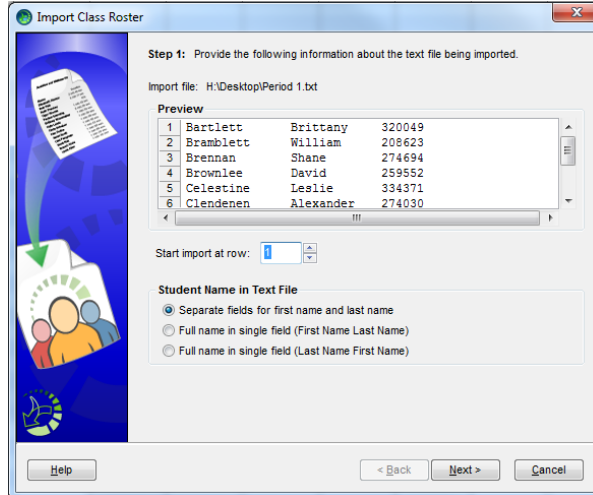 Import Class Roster
Step 1: Provide the following information about the text file being imported.
Import file: H:\Desktop\Period 1.txt
Preview
1 Bartlett Brittany 320049
2 Bramblett William 208623
3 Brennan Shane 274694
4 Brownlee David 259552
5 Celestine Leslie 334371
6 Clendenen Alexander 274030
Start import at row: 1
Student Name in Text File
Separate fields for first name and last name
Full name in single field (First Name Last Name)
Full name in single field (Last Name First Name)
Help < Back Next > Cancel